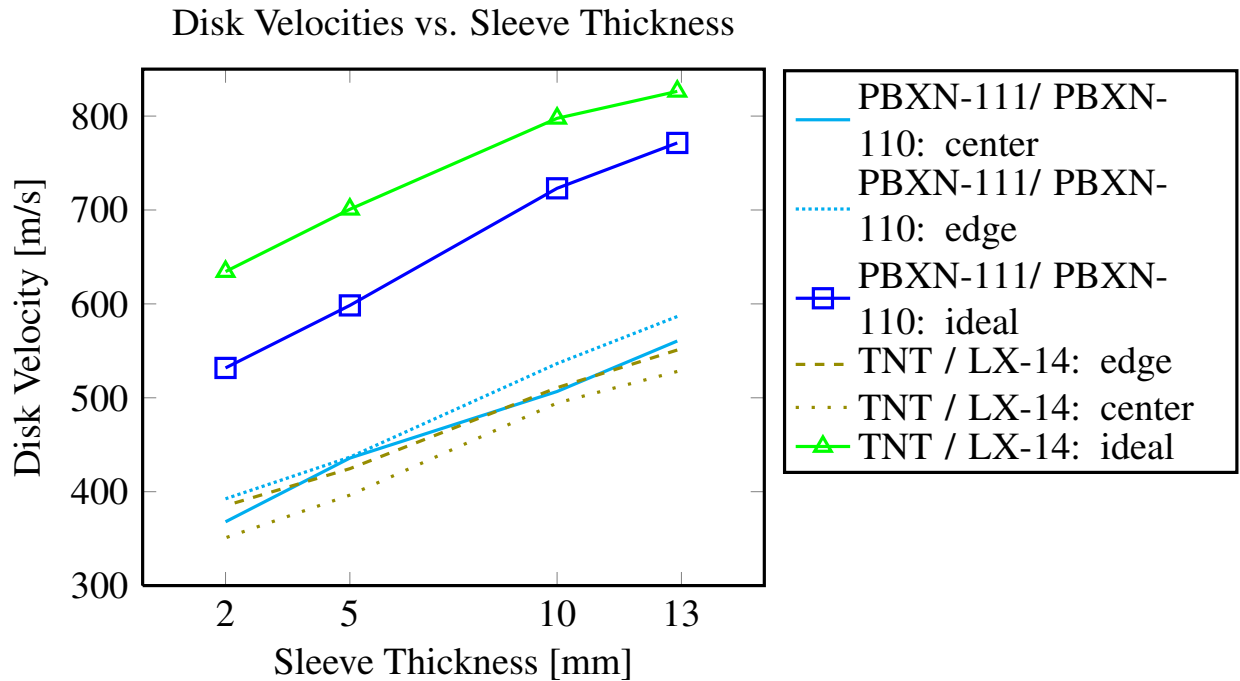 Disk Velocities vs. Sleeve Thickness
800
700
600
500
400
300
Disk Velocity [m/s]
2 5 10 13
Sleeve Thickness [mm]
PBXN-111/ PBXN-
110: center
PBXN-111/ PBXN-
110: edge
PBXN-111/ PBXN-
110: ideal
TNT / LX-14: edge
TNT / LX-14: center
TNT / LX-14: ideal